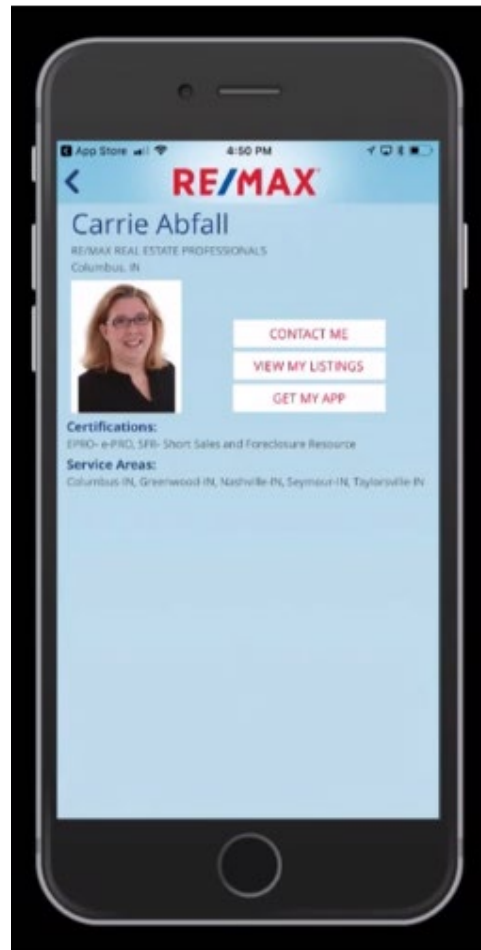 App Store
4:50 PM
RE/MAX
Carrie Abfall
RE/MAX REAL ESTATE PROFESSIONALS
Columbus, IN
CONTACT ME
VIEW MY LISTINGS
GET MY APP
Certifications:
EPRO- e-PRO, SFR- Short Sales and Foreclosure Resource
Service Areas:
Columbus-IN, Greenwood-IN, Nashville-IN, Seymour-IN, Taylorsville-IN